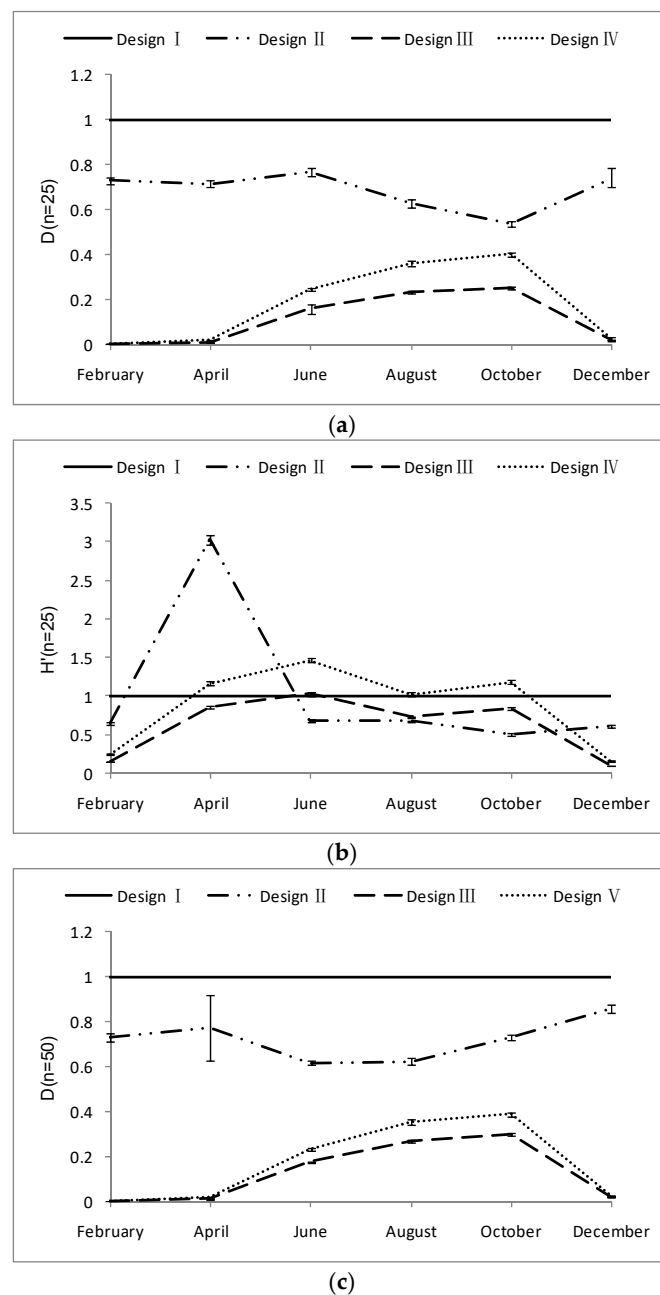 Design Ⅰ Design Ⅱ Design Ⅲ Design Ⅳ
1.2
1
0.8
0.6
0.4
0.2
0
D(n=25)
February April June August October December
(a)
Design Ⅰ Design Ⅱ Design Ⅲ Design Ⅳ
3.5
3
2.5
2
1.5
1
0.5
0
H'(n=25)
February April June August October December
(b)
Design Ⅰ Design Ⅱ Design Ⅲ Design Ⅴ
1.2
1
0.8
0.6
0.4
0.2
0
D(n=50)
February April June August October December
(c)